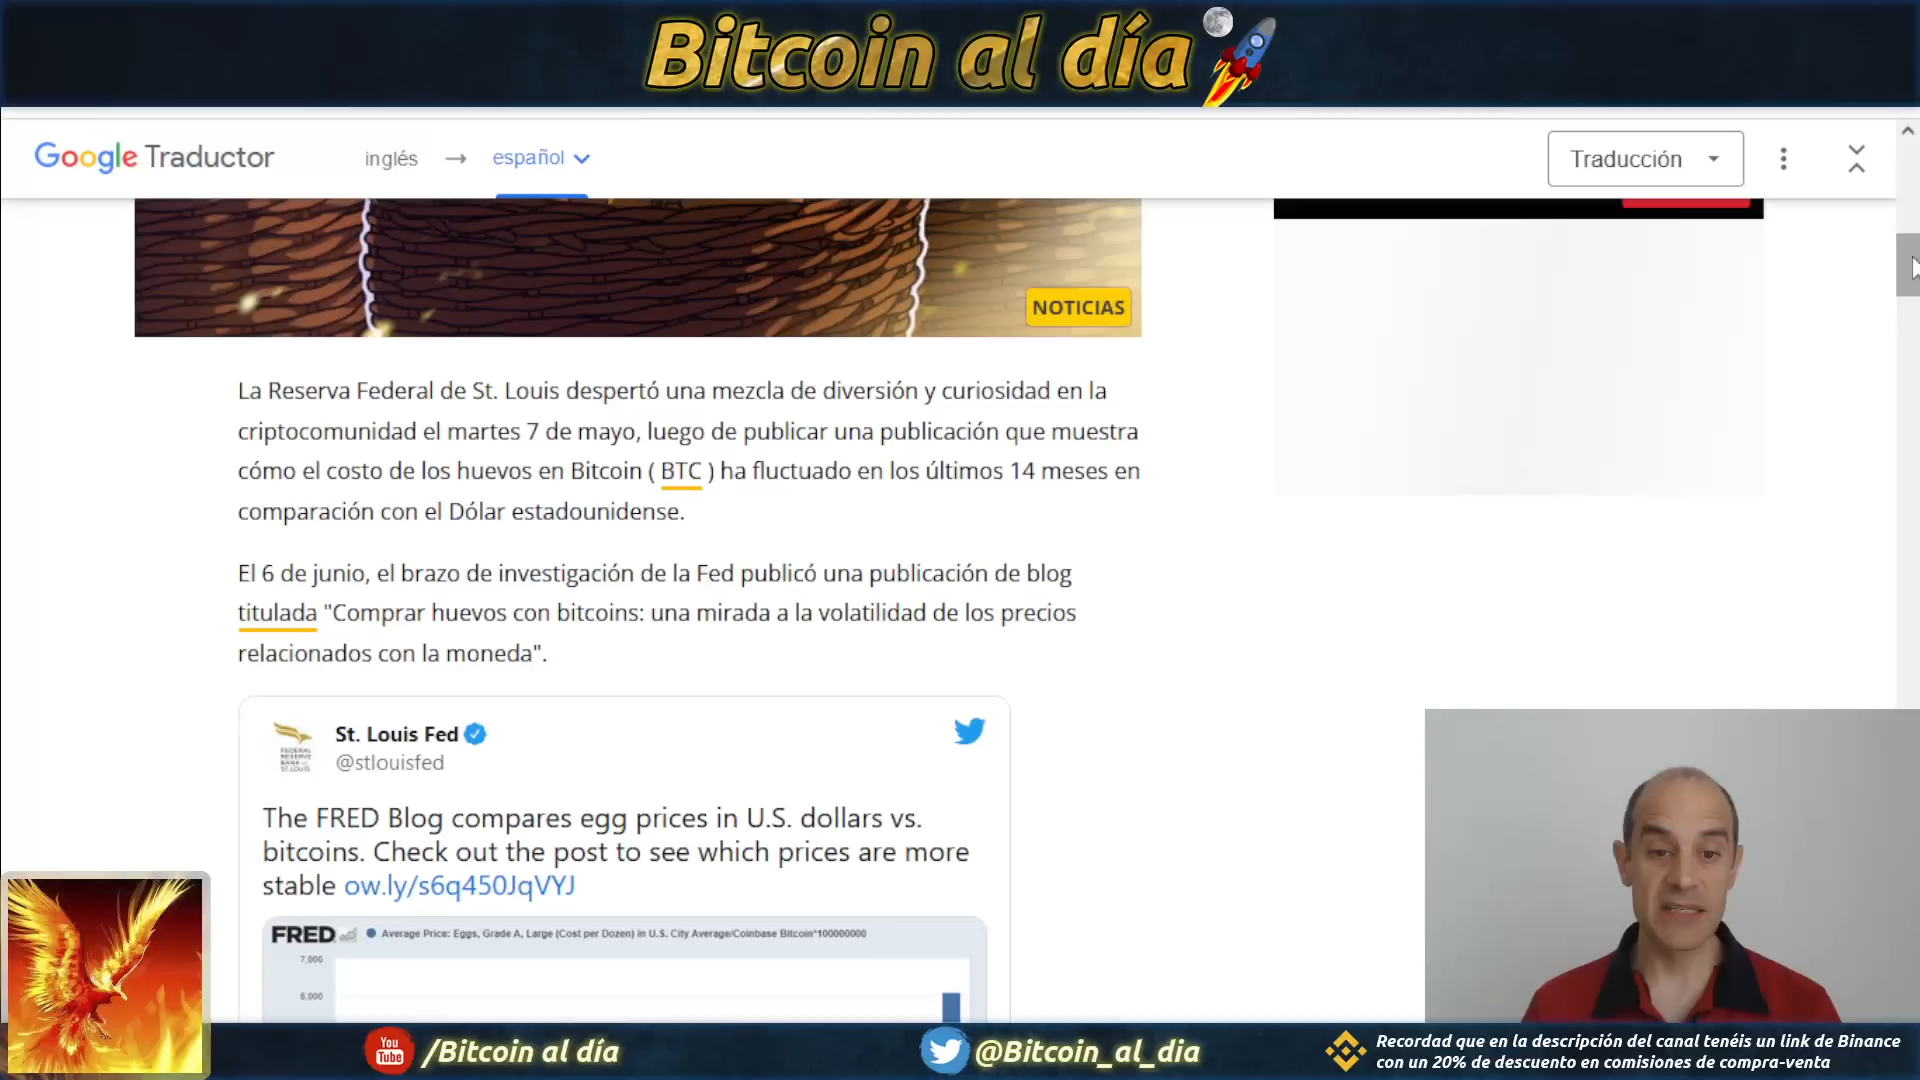 Bitcoin al día
Google Traductor
inglés → español
Traducción
NOTICIAS
La Reserva Federal de St. Louis despertó una mezcla de diversión y curiosidad en la
criptocomunidad el martes 7 de mayo, luego de publicar una publicación que muestra
cómo el costo de los huevos en Bitcoin ( BTC ) ha fluctuado en los últimos 14 meses en
comparación con el Dólar estadounidense.
El 6 de junio, el brazo de investigación de la Fed publicó una publicación de blog
titulada "Comprar huevos con bitcoins: una mirada a la volatilidad de los precios
relacionados con la moneda".
St. Louis Fed
@stlouisfed
FEDERAL
RESERVE
BANK of
ST. LOUIS
The FRED Blog compares egg prices in U.S. dollars vs.
bitcoins. Check out the post to see which prices are more
stable ow.ly/s6q450JqVYJ
FRED Average Price: Eggs, Grade A, Large (Cost per Dozen) in U.S. City Average/Coinbase Bitcoin*100000000
7,000
6,000
You Tube /Bitcoin al día
@Bitcoin_al_dia
Recordad que en la descripción del canal tenéis un link de Binance
con un 20% de descuento en comisiones de compra-venta